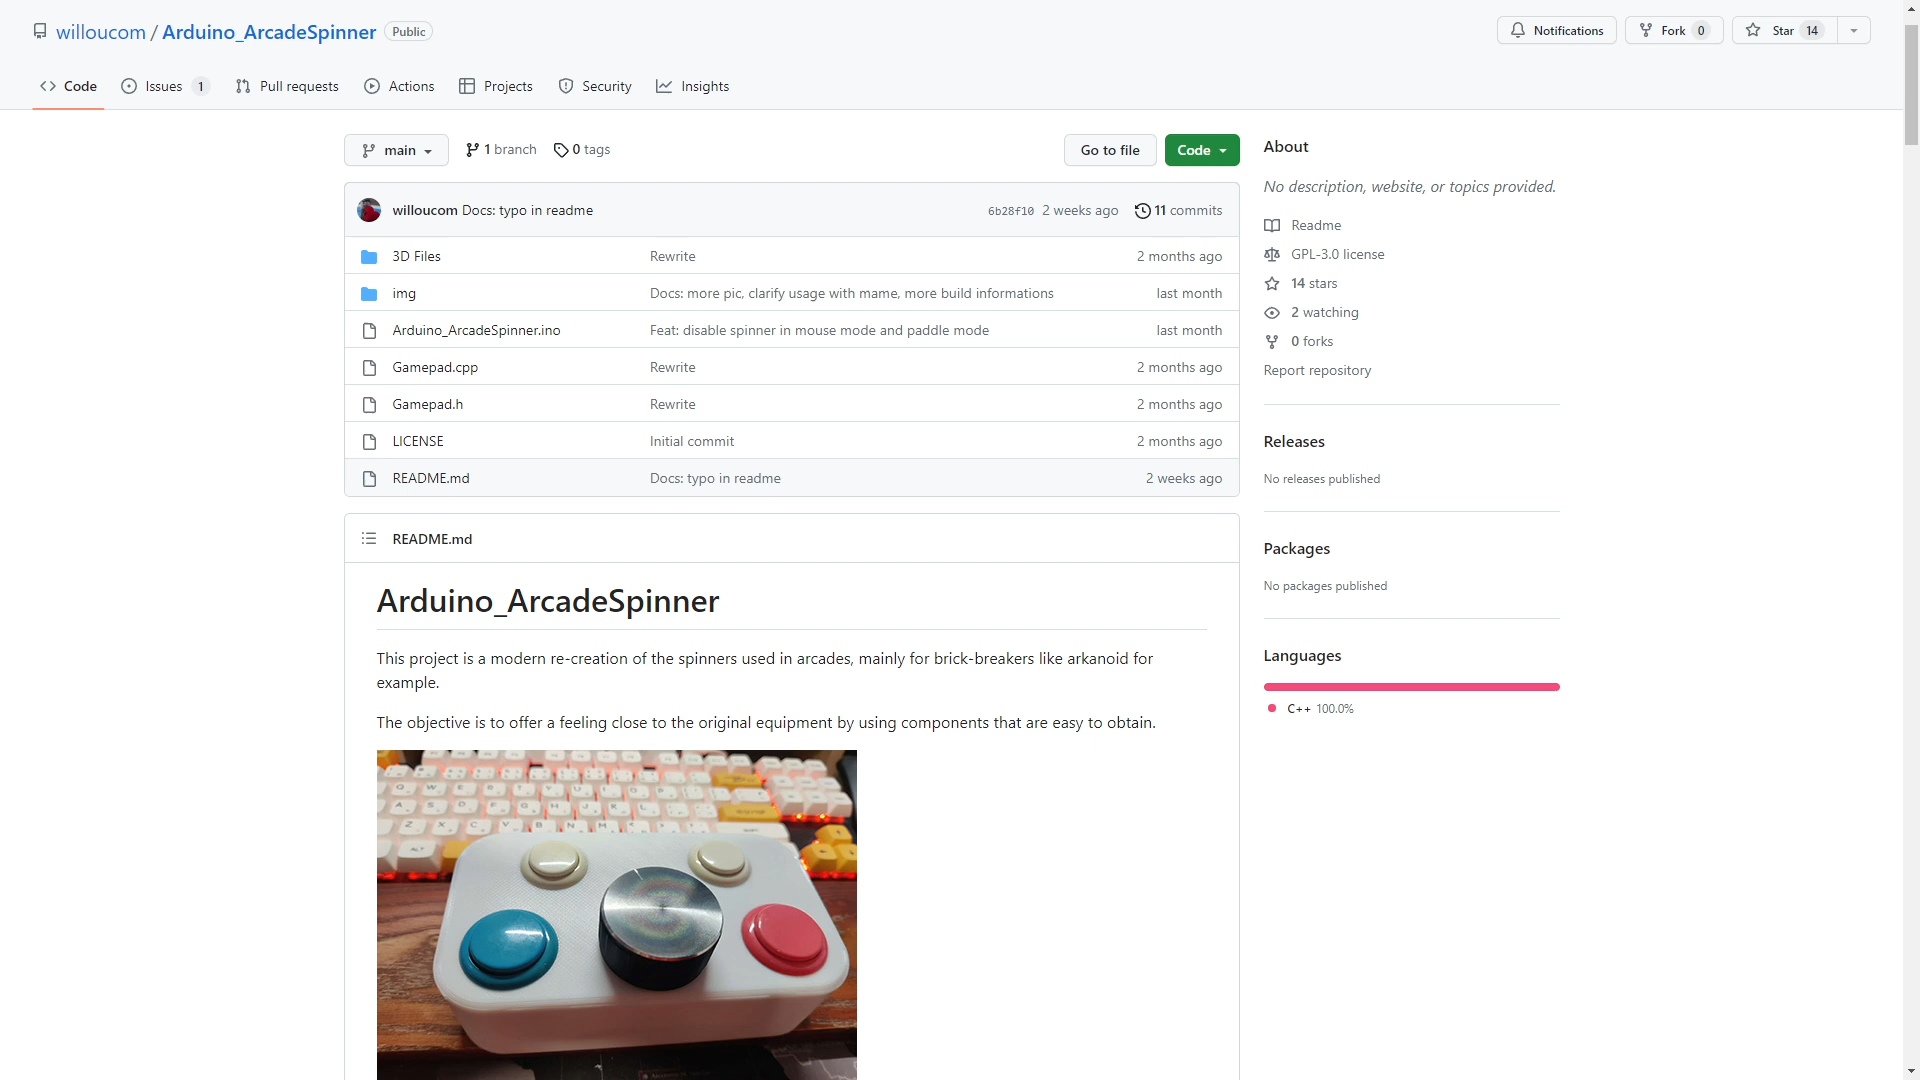 willoucom / Arduino_ArcadeSpinner Public
Notifications
Fork 0
Star 14
Code
Issues 1
Pull requests
Actions
Projects
Security
Insights
main
1 branch
0 tags
Go to file
Code
willoucom Docs: typo in readme 6b28f10 2 weeks ago 11 commits
3D Files Rewrite 2 months ago
img Docs: more pic, clarify usage with mame, more build informations last month
Arduino_ArcadeSpinner.ino Feat: disable spinner in mouse mode and paddle mode last month
Gamepad.cpp Rewrite 2 months ago
Gamepad.h Rewrite 2 months ago
LICENSE Initial commit 2 months ago
README.md Docs: typo in readme 2 weeks ago
README.md
Arduino_ArcadeSpinner
This project is a modern re-creation of the spinners used in arcades, mainly for brick-breakers like arkanoid for
example.
The objective is to offer a feeling close to the original equipment by using components that are easy to obtain.
About
No description, website, or topics provided.
Readme
GPL-3.0 license
14 stars
2 watching
0 forks
Report repository
Releases
No releases published
Packages
No packages published
Languages
C++ 100.0%